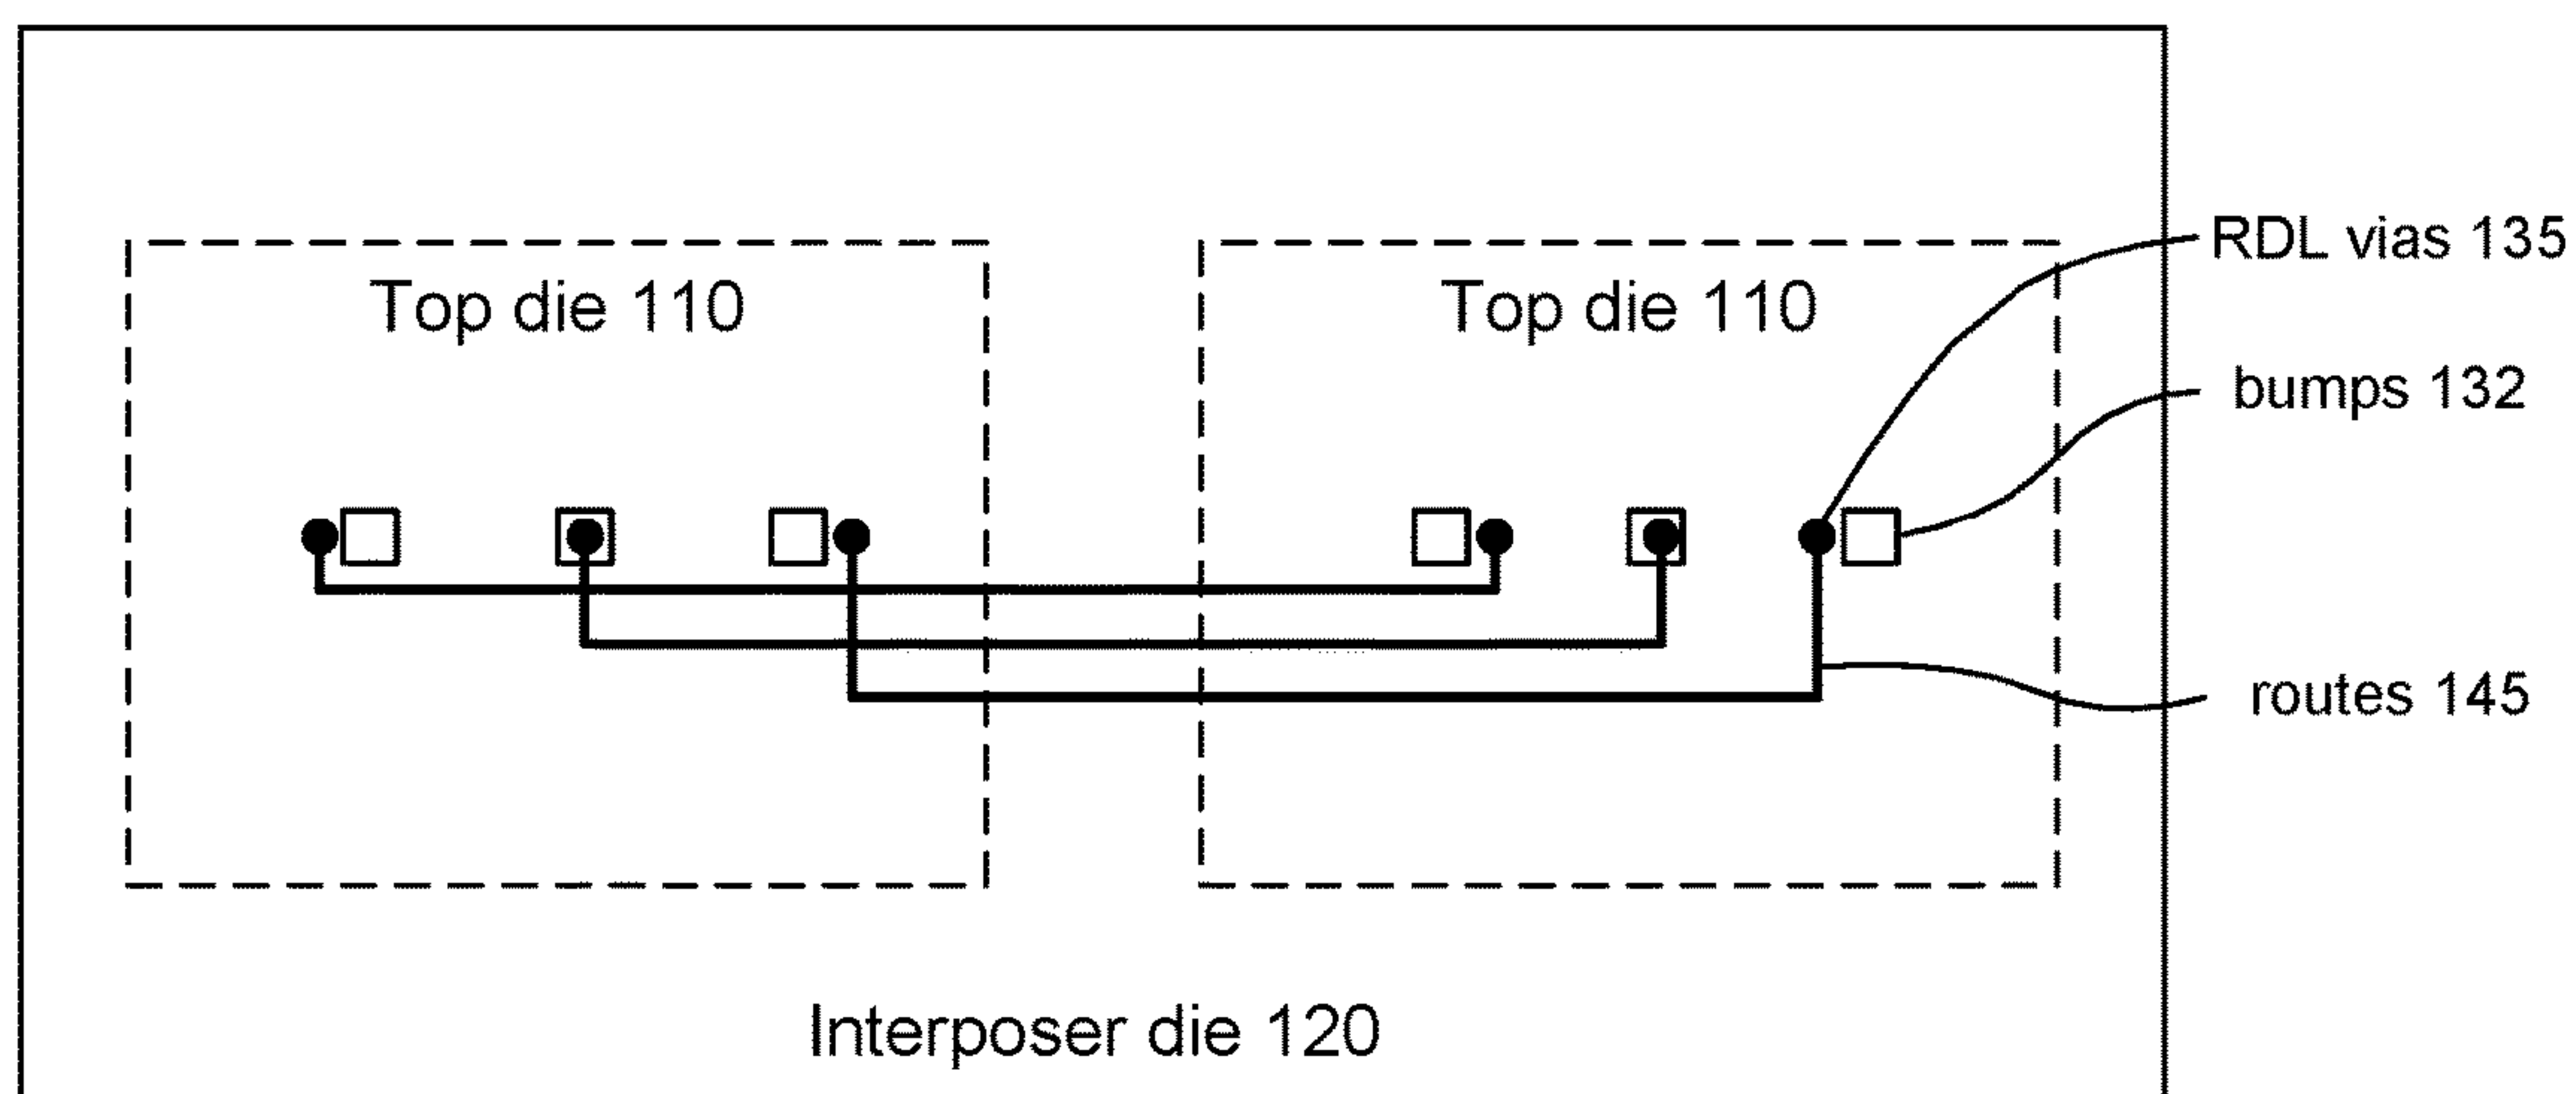 RDL vias 135
Top die 110
Top die 110
bumps 132
routes 145
Interposer die 120